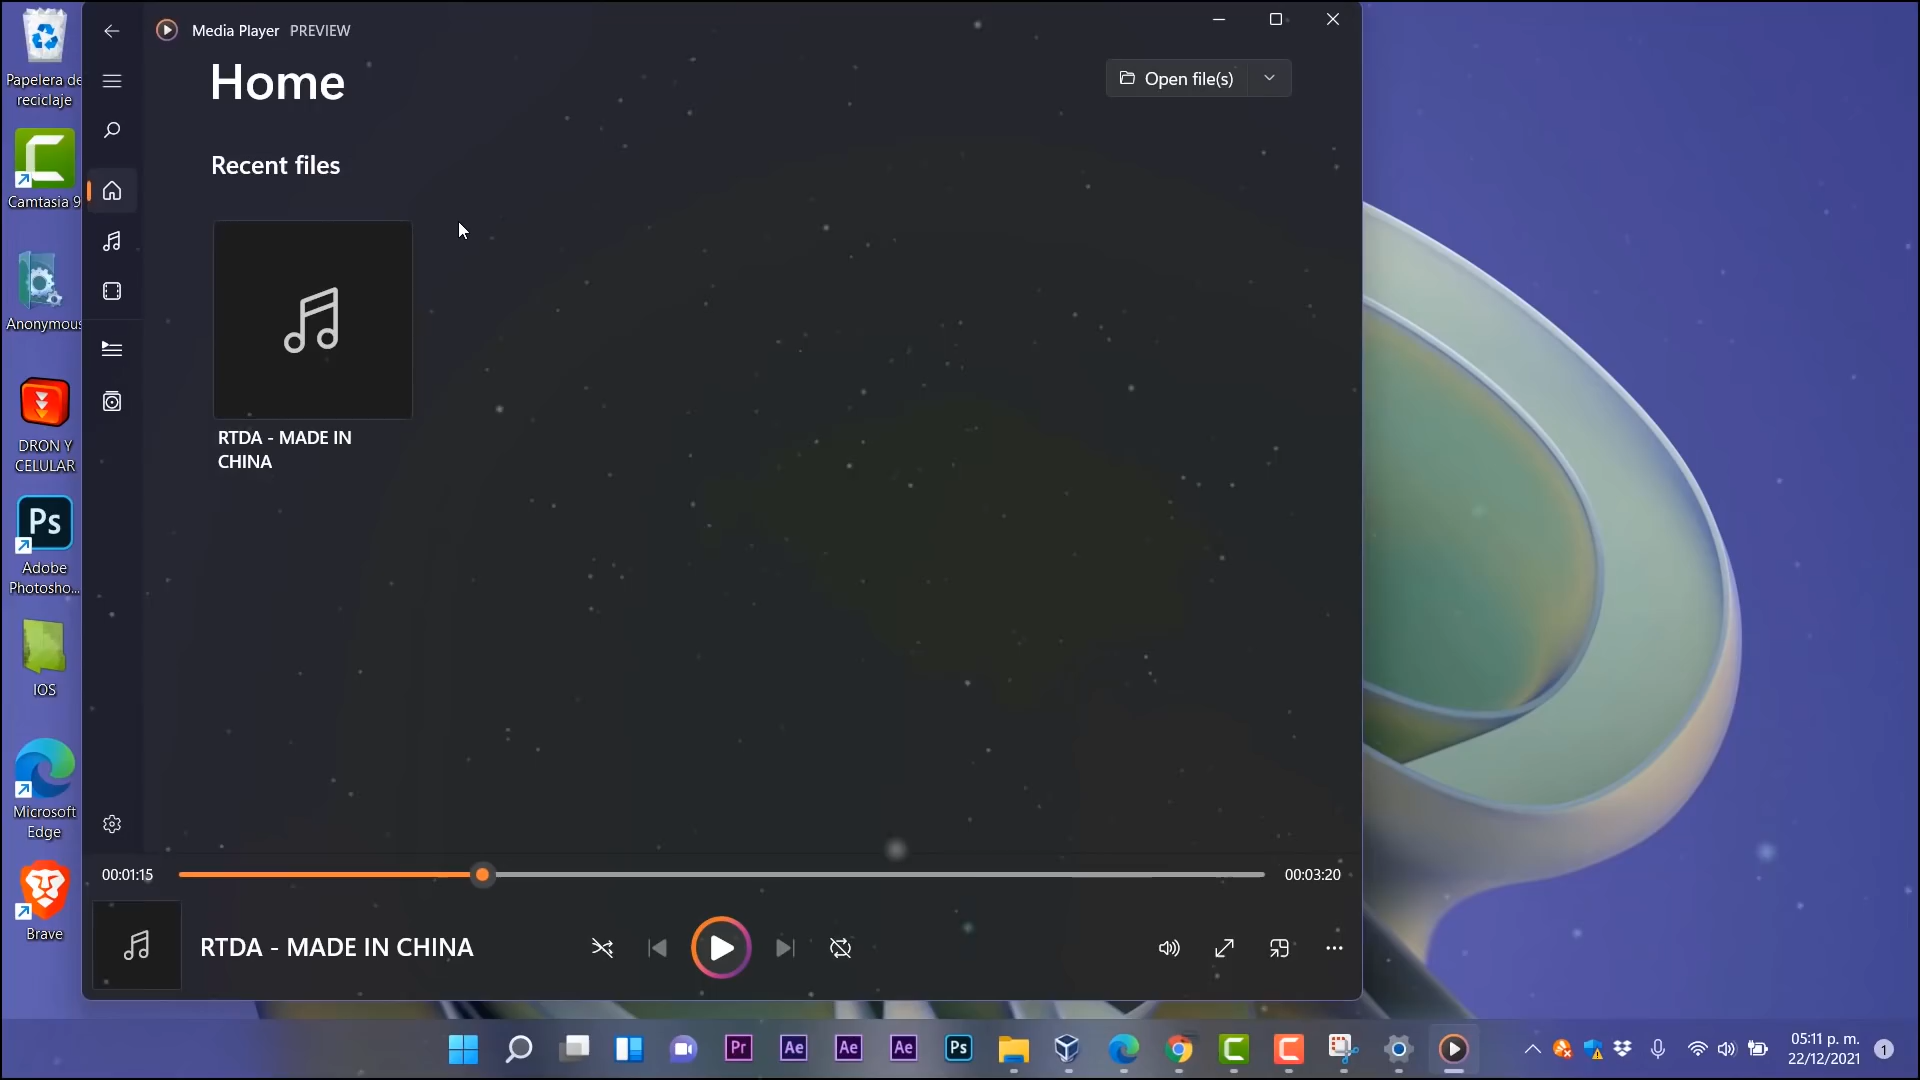 Papelera de
reciclaje
Camtasia 9
Anonymous
DRON Y
CELULAR
Ps
Adobe
Photosho...
IOS
Microsoft
Edge
Brave
Media Player PREVIEW
Home
Open file(s)
Recent files
RTDA - MADE IN
CHINA
00:01:15
00:03:20
RTDA - MADE IN CHINA
Pr
Ae
Ae
Ae
Ps
05:11 p. m.
22/12/2021
1